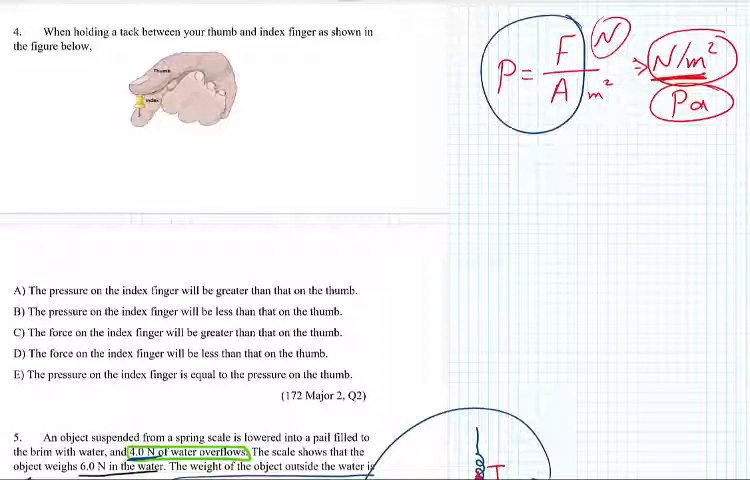 4. When holding a tack between your thumb and index finger as shown in
the figure below,
Thumb
Index
P = F / A
N
m²
⇒ N/m²
Pa
A) The pressure on the index finger will be greater than that on the thumb.
B) The pressure on the index finger will be less than that on the thumb.
C) The force on the index finger will be greater than that on the thumb.
D) The force on the index finger will be less than that on the thumb.
E) The pressure on the index finger is equal to the pressure on the thumb.
(172 Major 2, Q2)
5. An object suspended from a spring scale is lowered into a pail filled to
the brim with water, and 4.0 N of water overflows. The scale shows that the
object weighs 6.0 N in the water. The weight of the object outside the water is
T